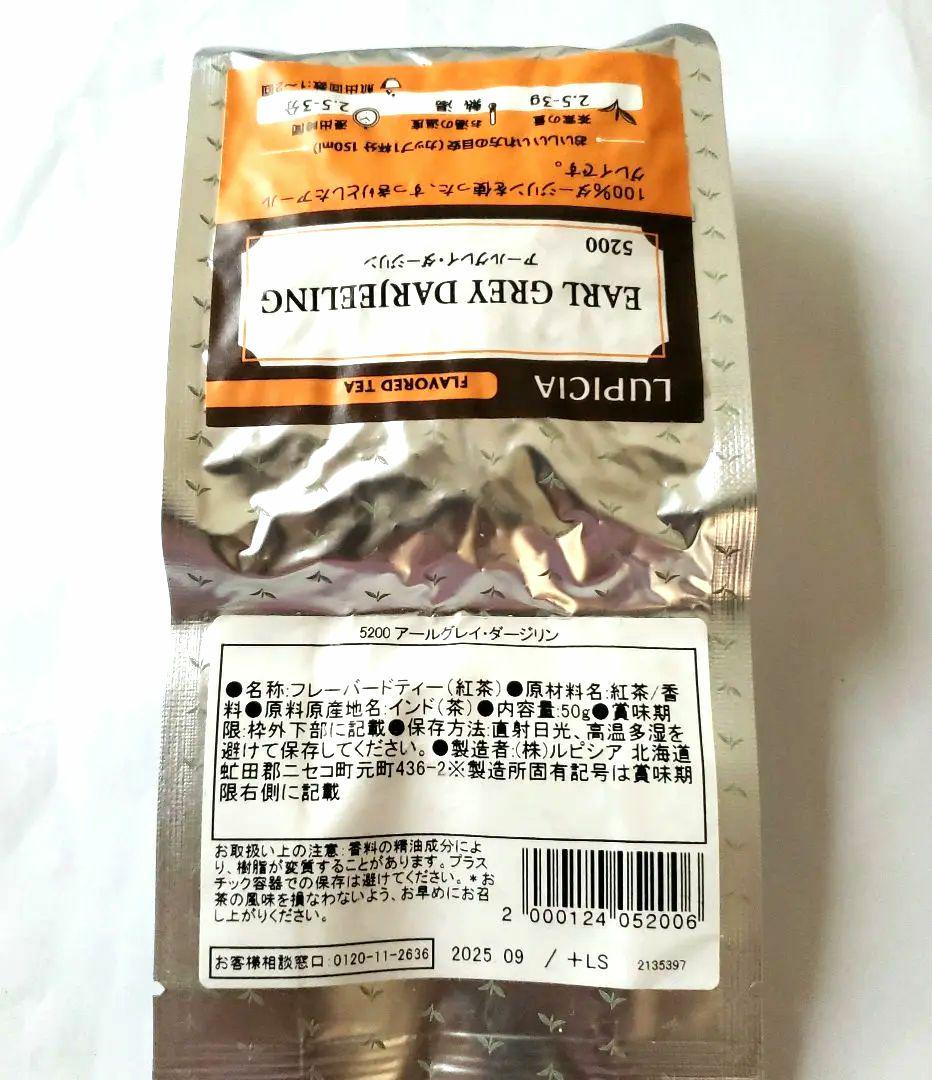 LUPICIA
FLAVORED TEA
EARL GREY DARJEELING
アールグレイ・ダージリン
5200
100%ダージリンを使った、すっきりとしたアール
グレイです。
おいしいいれ方の目安(カップ1杯分 150ml)
茶葉の量 お湯の温度 浸出時間
2.5-3g 熱湯 2.5-3分
煎出回数:1〜2回
5200 アールグレイ・ダージリン
●名称:フレーバードティー(紅茶)●原材料名:紅茶/香
料●原料原産地名:インド(茶)●内容量:50g●賞味期
限:枠外下部に記載●保存方法:直射日光、高温多湿を
避けて保存してください。●製造者:(株)ルピシア 北海道
虻田郡ニセコ町元町436-2※製造所固有記号は賞味期
限右側に記載
お取扱い上の注意:香料の精油成分によ
り、樹脂が変質することがあります。プラス
チック容器での保存は避けてください。*お
茶の風味を損なわないよう、お早めにお召
し上がりください。
2 000124 052006
お客様相談窓口:0120-11-2636
2025 09 / +LS 2135397